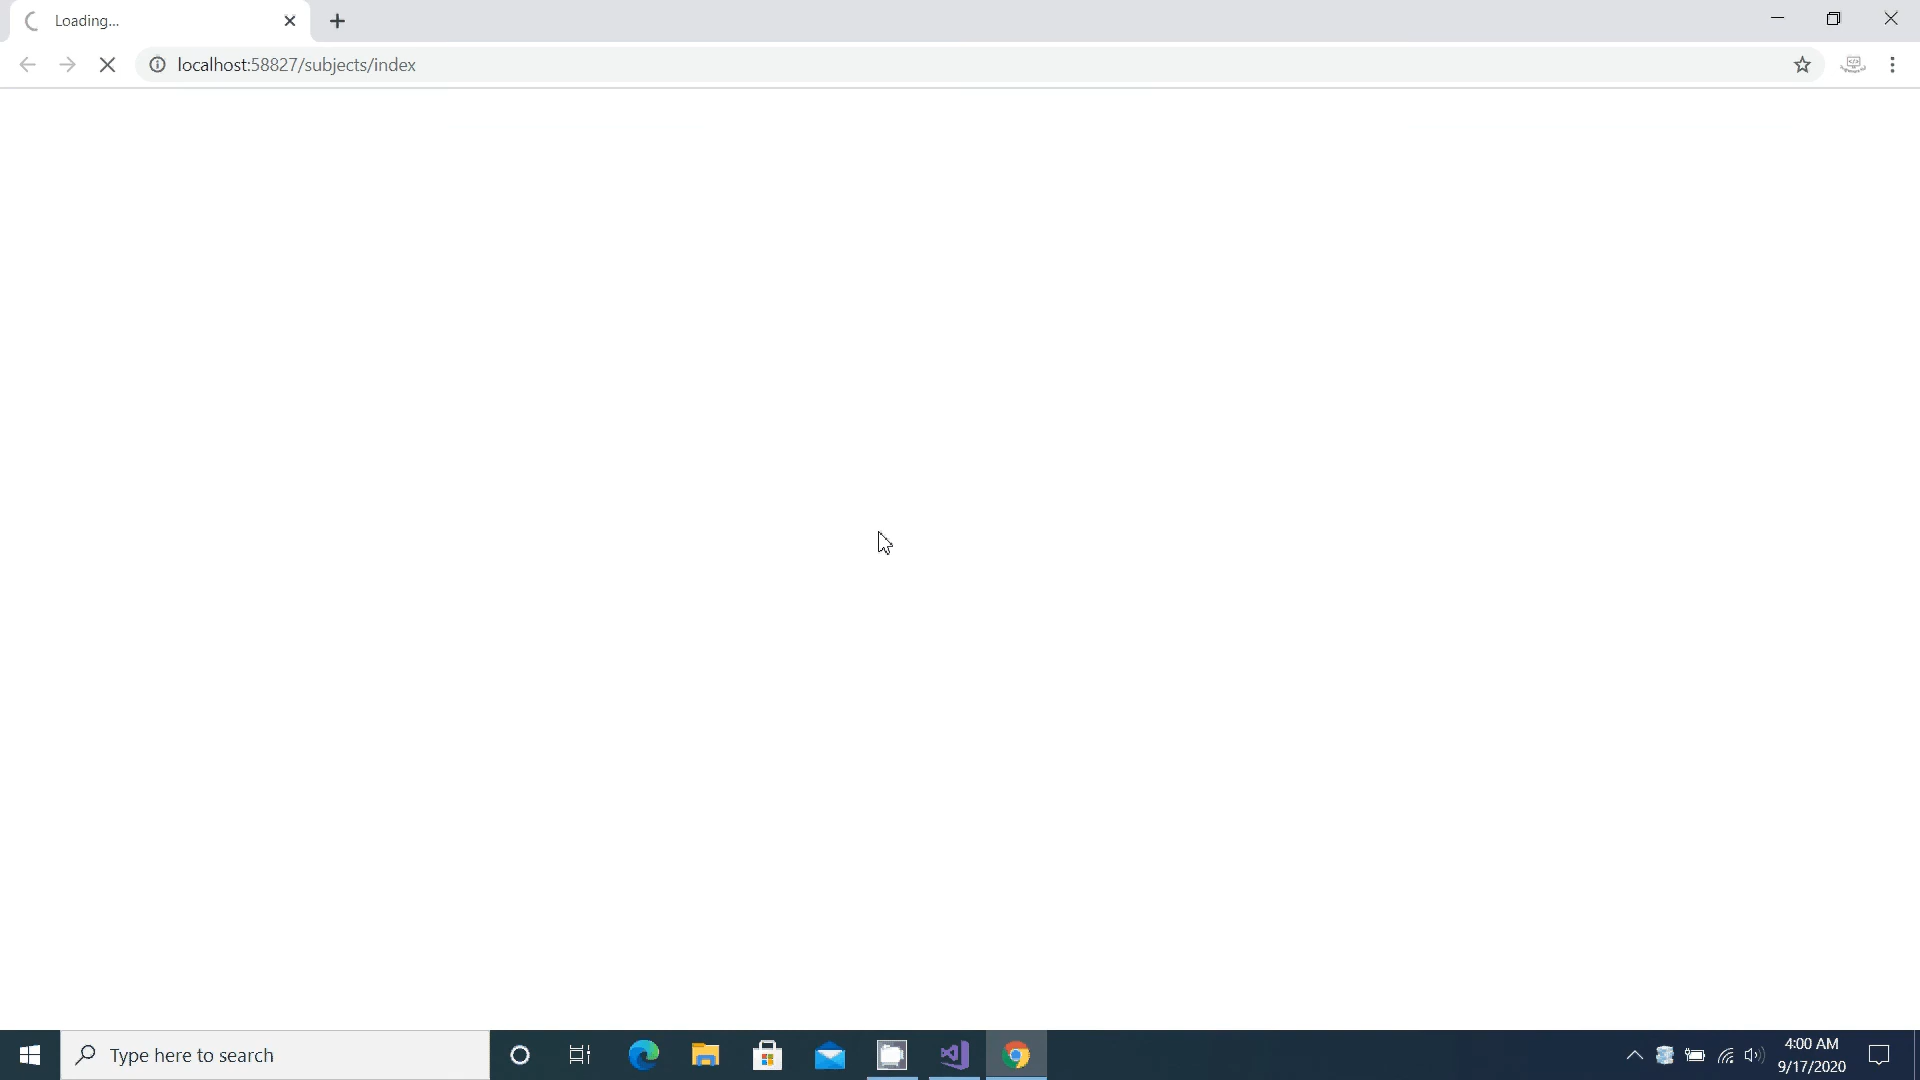 Loading...
localhost:58827/subjects/index
Type here to search
4:00 AM
9/17/2020